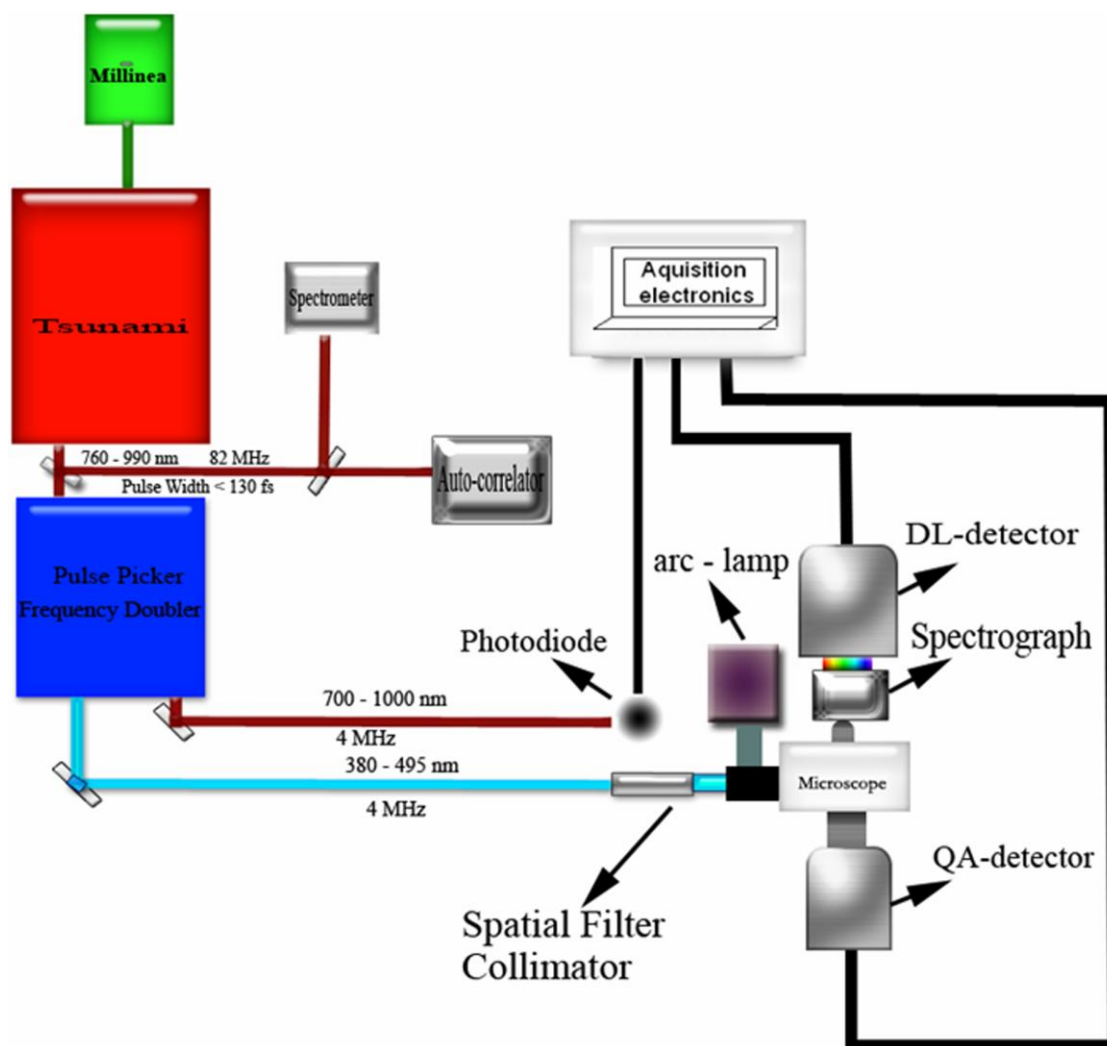 Millinea
Tsunami
Spectrometer
Aquisition
electronics
760 - 990 nm 82 MHz
Pulse Width < 130 fs
Auto-correlator
Pulse Picker
Frequency Doubler
DL-detector
arc - lamp
Spectrograph
Photodiode
700 - 1000 nm
4 MHz
380 - 495 nm
4 MHz
Microscope
QA-detector
Spatial Filter
Collimator